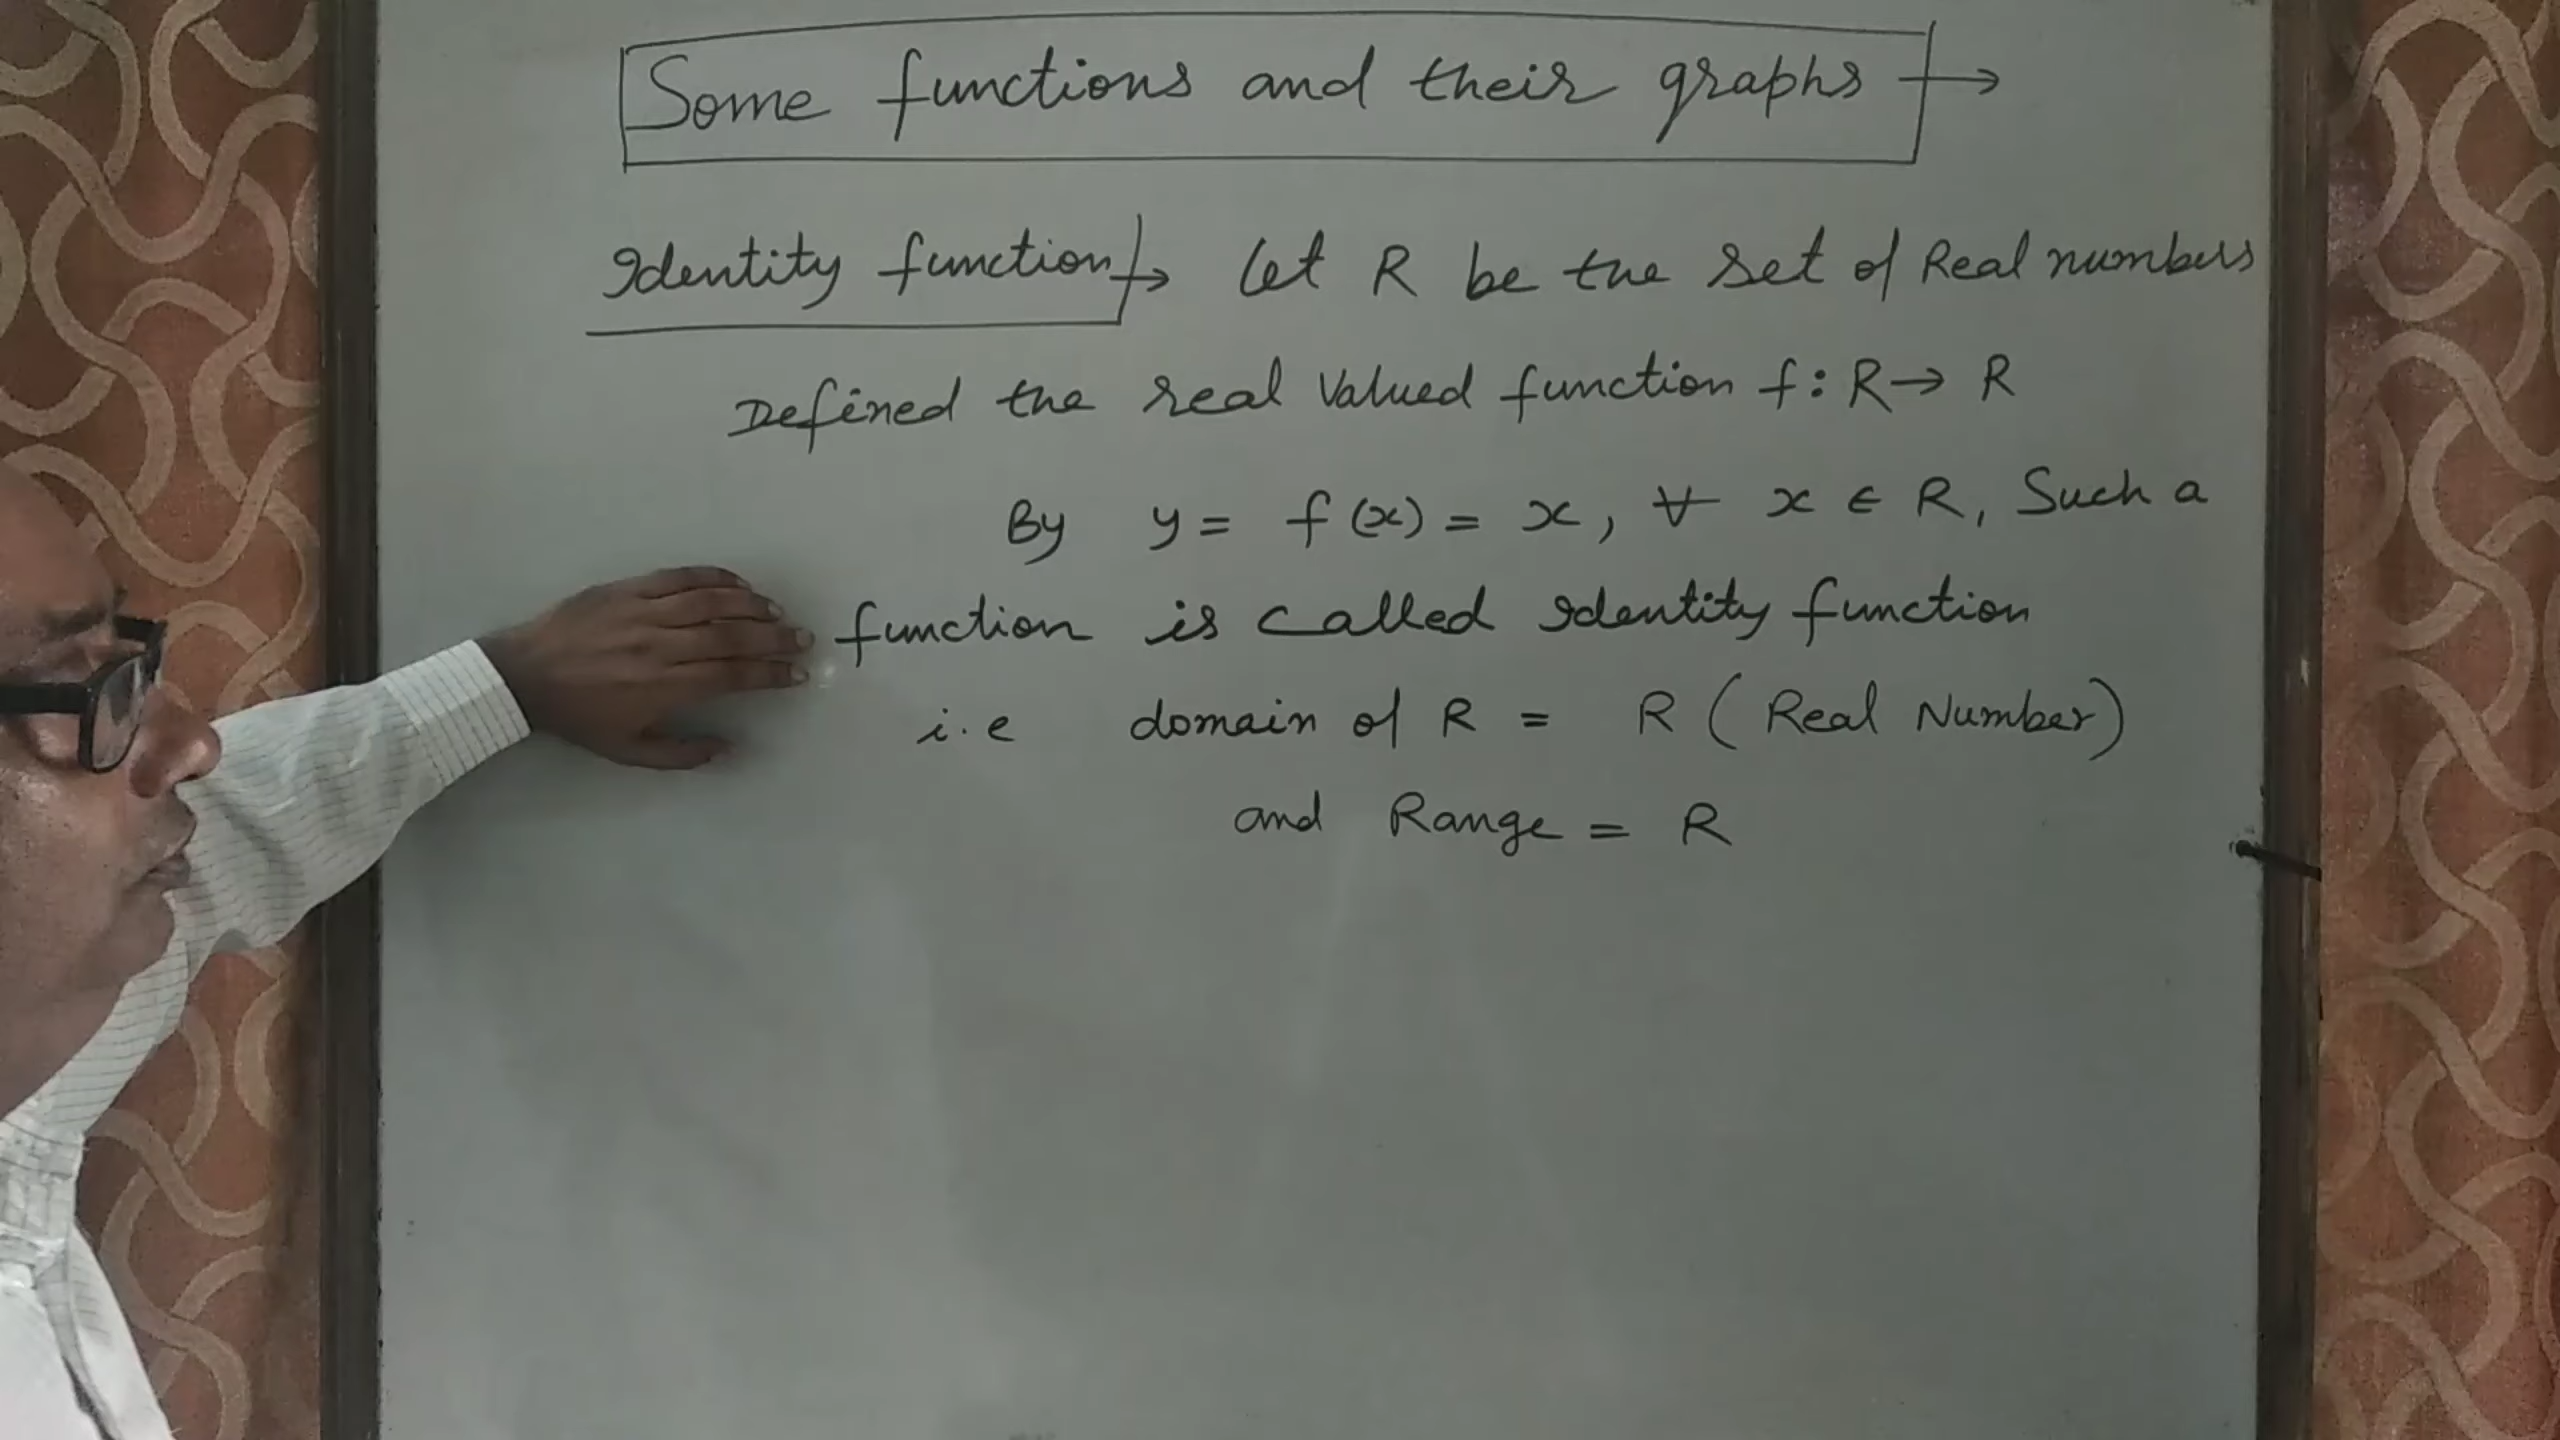 Some functions and their graphs →
Identity function → Let R be the set of Real numbers
Defined the real Valued function f : R → R
By y = f(x) = x, ∀ x ∈ R, Such a
function is called Identity function
i.e domain of R = R (Real Number)
and Range = R